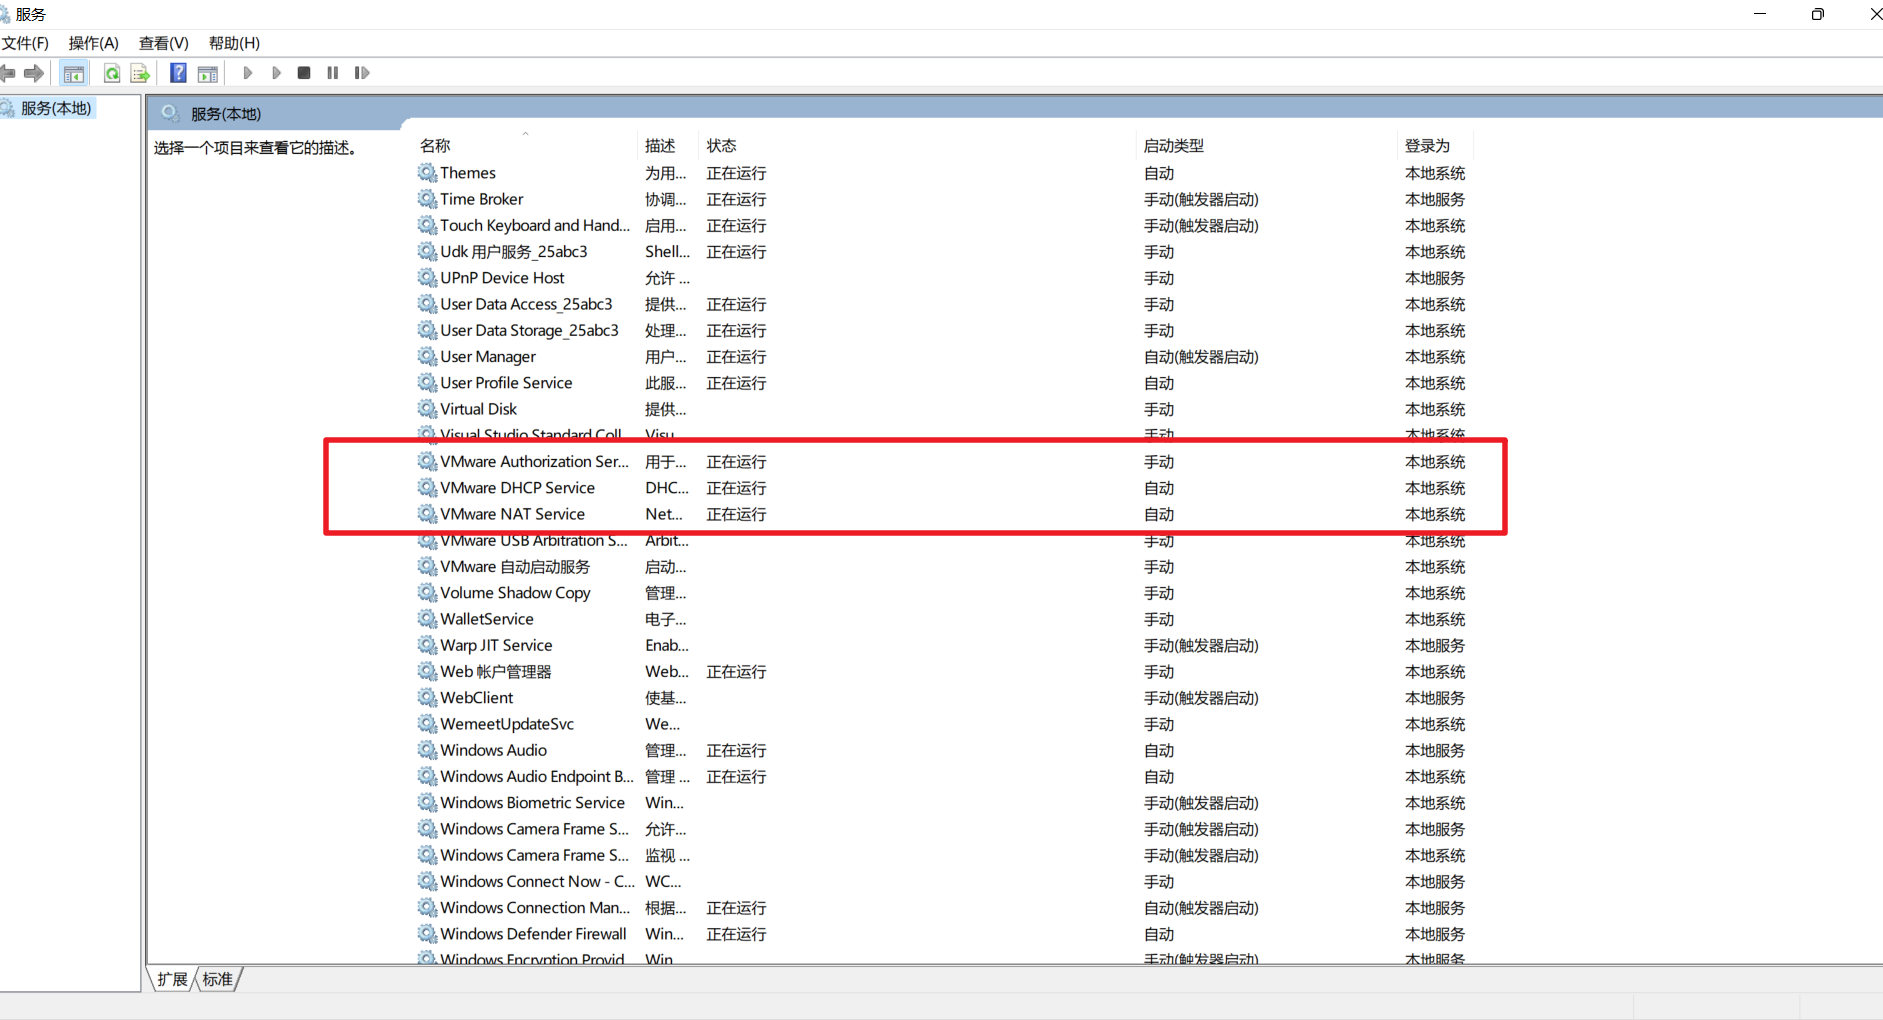 服务
文件(F) 操作(A) 查看(V) 帮助(H)
服务(本地)
服务(本地)
选择一个项目来查看它的描述。
名称 描述 状态 启动类型 登录为
Themes 为用... 正在运行 自动 本地系统
Time Broker 协调... 正在运行 手动(触发器启动) 本地服务
Touch Keyboard and Hand... 启用... 正在运行 手动(触发器启动) 本地系统
Udk 用户服务_25abc3 Shell... 正在运行 手动 本地系统
UPnP Device Host 允许 ... 手动 本地服务
User Data Access_25abc3 提供... 正在运行 手动 本地系统
User Data Storage_25abc3 处理... 正在运行 手动 本地系统
User Manager 用户... 正在运行 自动(触发器启动) 本地系统
User Profile Service 此服... 正在运行 自动 本地系统
Virtual Disk 提供... 手动 本地系统
Visual Studio Standard Coll Visu 手动 本地系统
VMware Authorization Ser... 用于... 正在运行 手动 本地系统
VMware DHCP Service DHC... 正在运行 自动 本地系统
VMware NAT Service Net... 正在运行 自动 本地系统
VMware USB Arbitration S... Arbit... 手动 本地系统
VMware 自动启动服务 启动... 手动 本地系统
Volume Shadow Copy 管理... 手动 本地系统
WalletService 电子... 手动 本地系统
Warp JIT Service Enab... 手动(触发器启动) 本地服务
Web 帐户管理器 Web... 正在运行 手动 本地系统
WebClient 使基... 手动(触发器启动) 本地服务
WemeetUpdateSvc We... 手动 本地系统
Windows Audio 管理... 正在运行 自动 本地服务
Windows Audio Endpoint B... 管理 ... 正在运行 自动 本地系统
Windows Biometric Service Win... 手动(触发器启动) 本地系统
Windows Camera Frame S... 允许... 手动(触发器启动) 本地服务
Windows Camera Frame S... 监视 ... 手动(触发器启动) 本地系统
Windows Connect Now - C... WC... 手动 本地服务
Windows Connection Man... 根据... 正在运行 自动(触发器启动) 本地服务
Windows Defender Firewall Win... 正在运行 自动 本地服务
Windows Encryption Provid Win 手动(触发器启动) 本地服务
扩展 标准